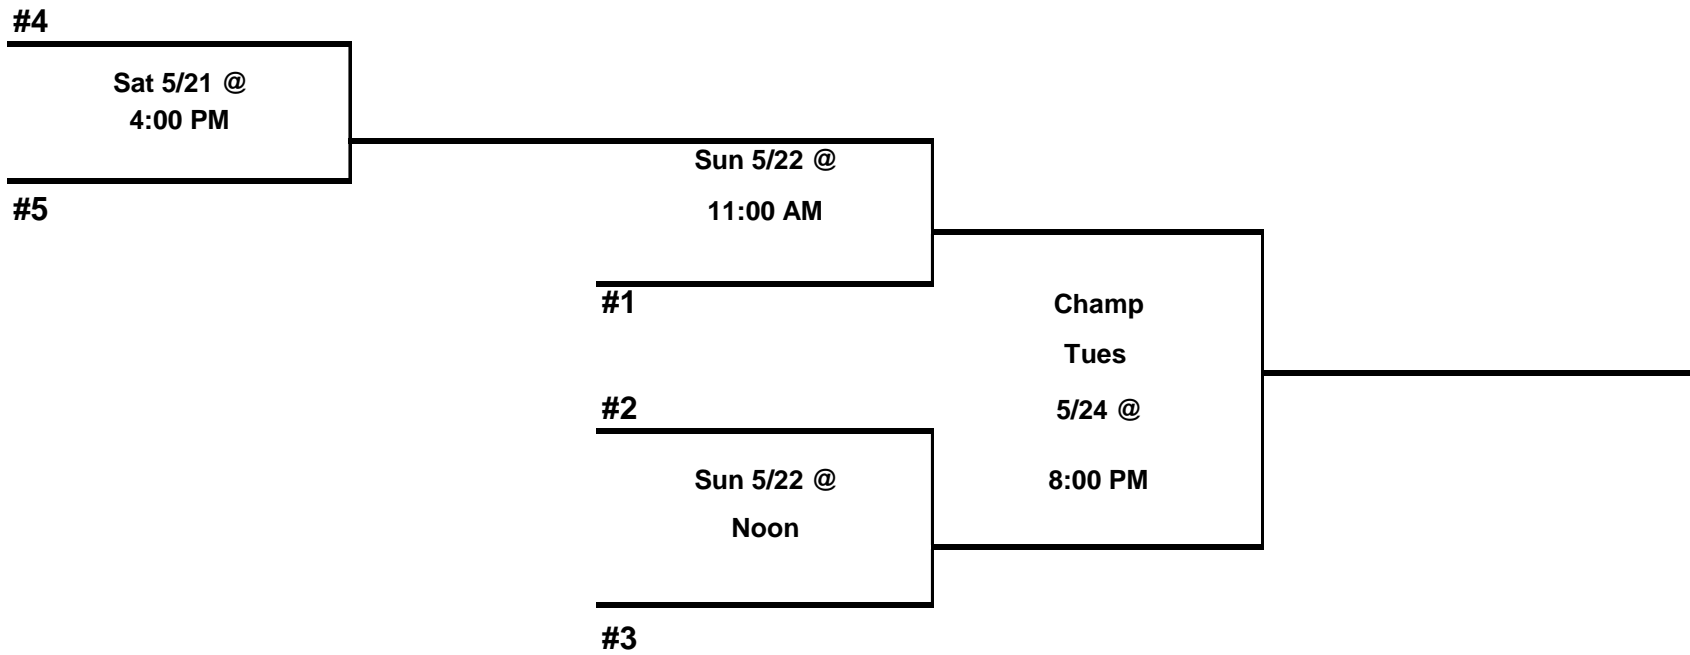 #4
Sat 5/21 @
4:00 PM
#5
Sun 5/22 @
11:00 AM
#1
Champ
Tues
5/24 @
8:00 PM
#2
Sun 5/22 @
Noon
#3